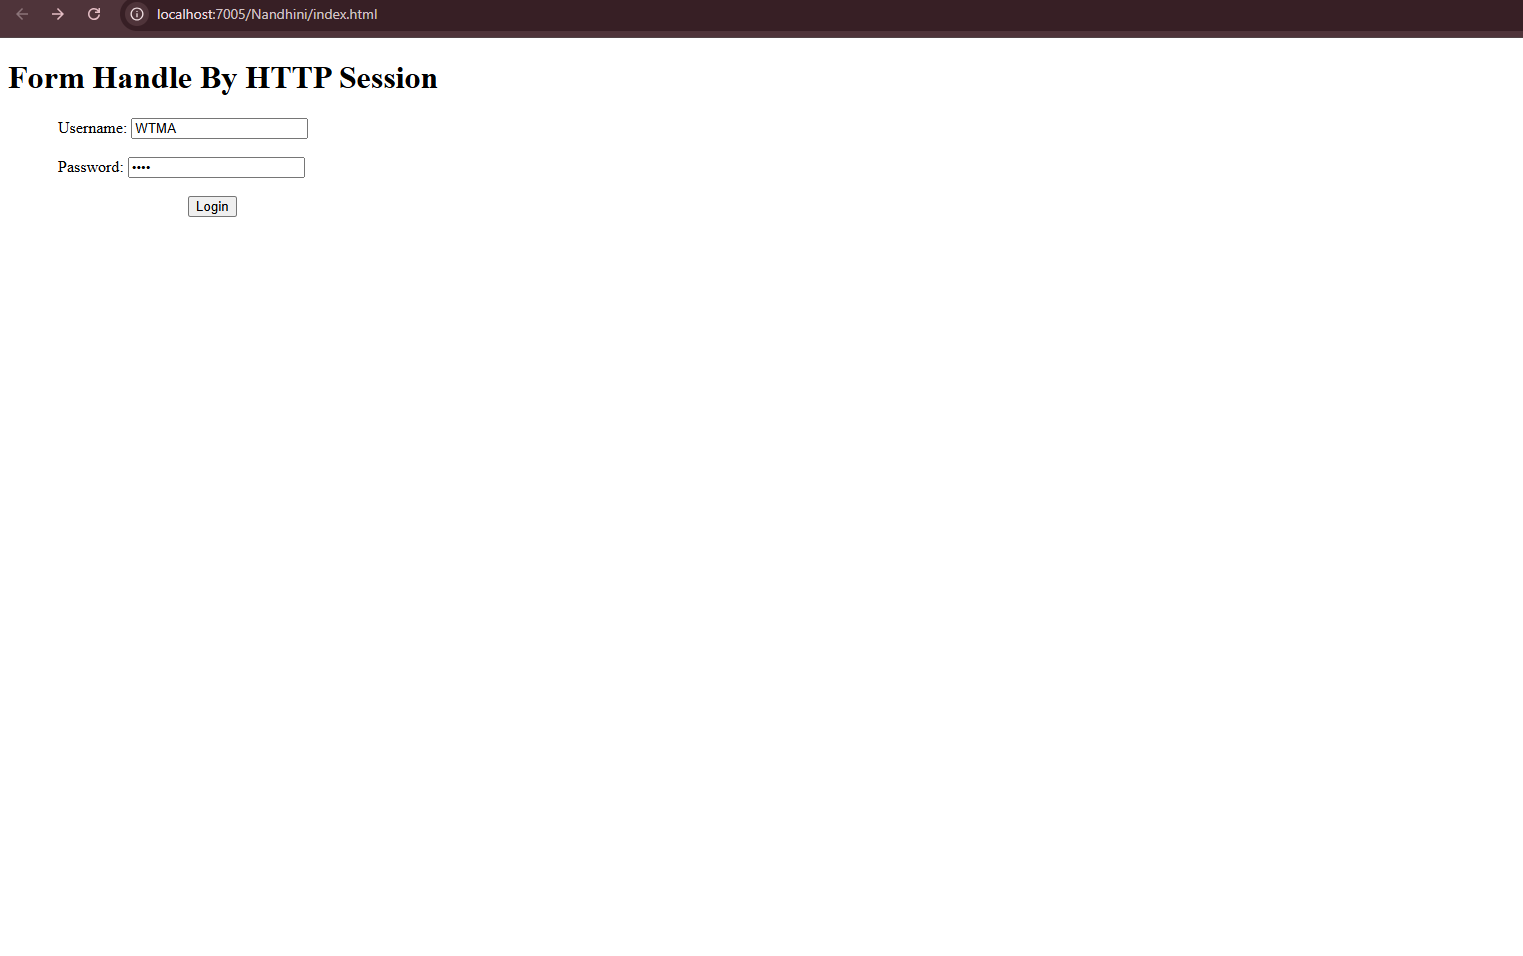 localhost:7005/Nandhini/index.html
Form Handle By HTTP Session
Username: WTMA
Password: ••••
Login